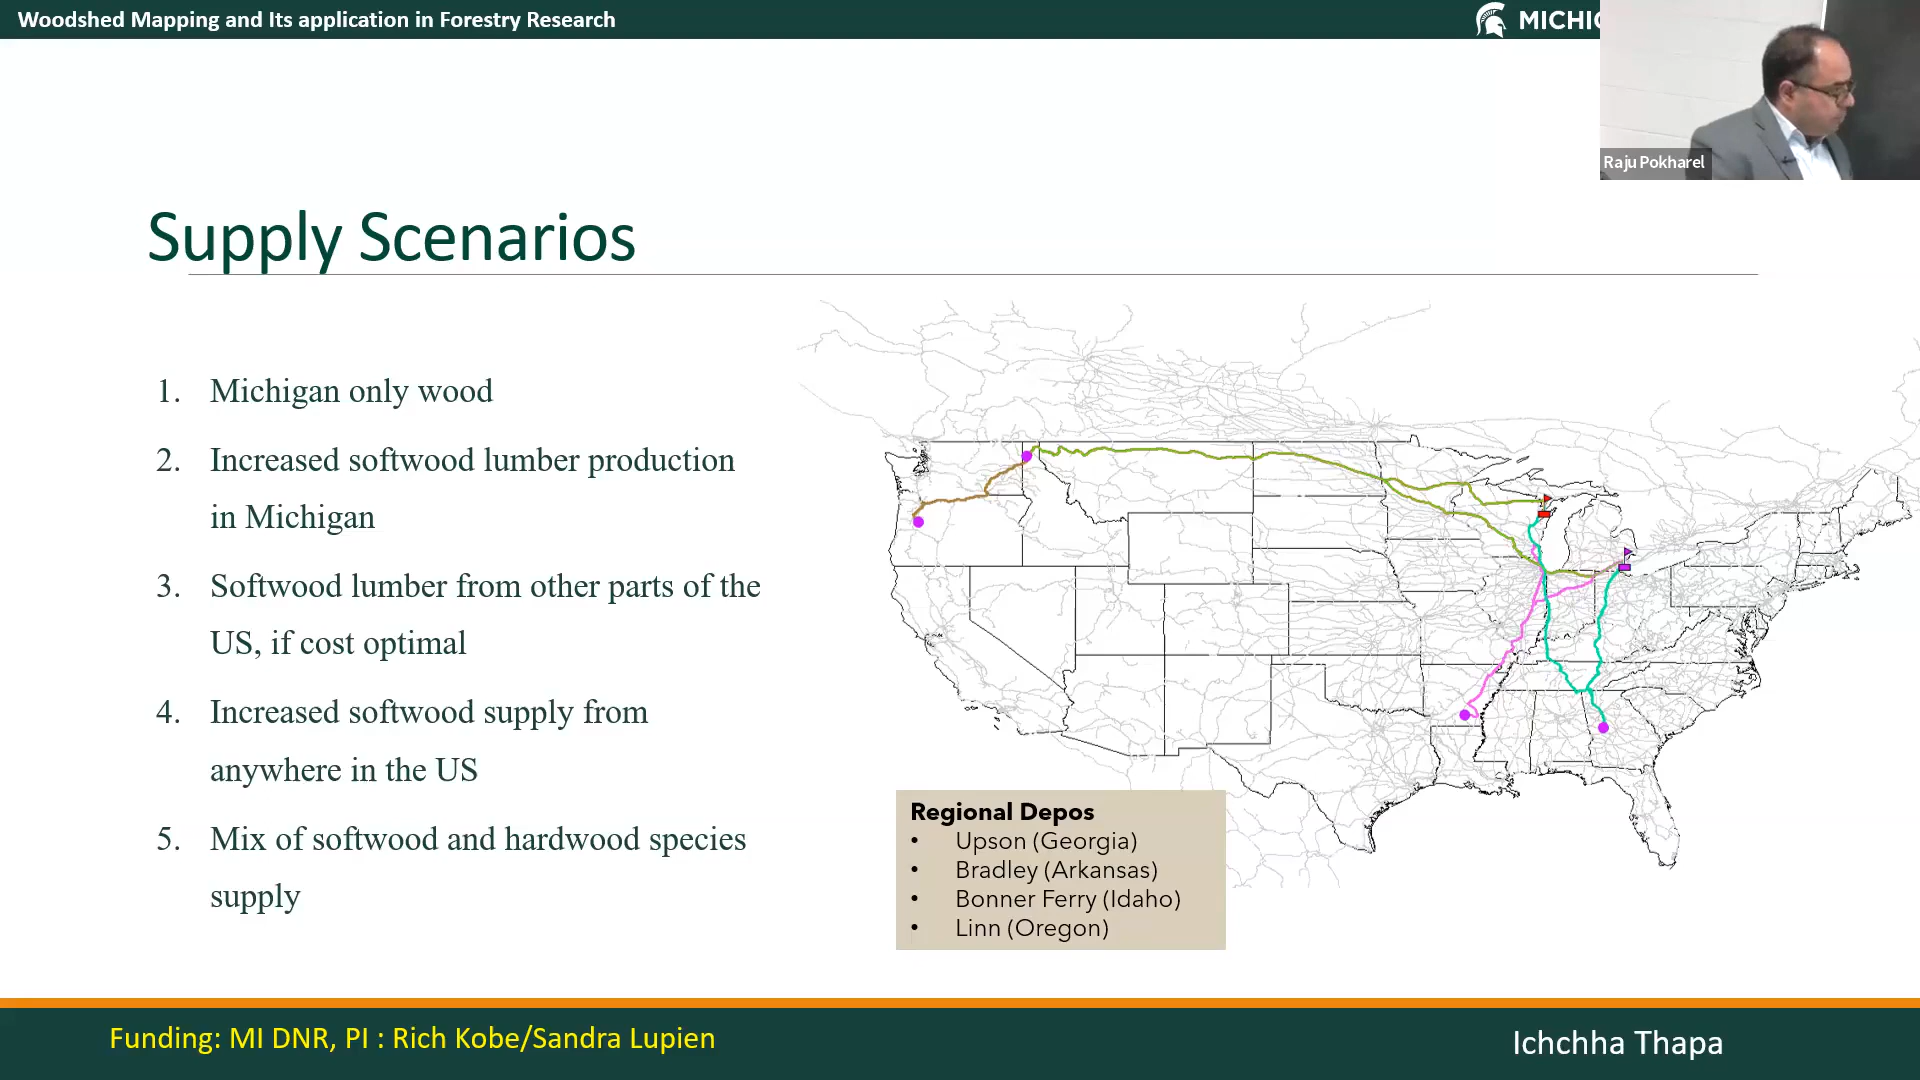 Woodshed Mapping and Its application in Forestry Research
Raju Pokharel
Supply Scenarios
1. Michigan only wood
2. Increased softwood lumber production
in Michigan
3. Softwood lumber from other parts of the
US, if cost optimal
4. Increased softwood supply from
anywhere in the US
5. Mix of softwood and hardwood species
supply
Regional Depos
• Upson (Georgia)
• Bradley (Arkansas)
• Bonner Ferry (Idaho)
• Linn (Oregon)
Funding: MI DNR, PI : Rich Kobe/Sandra Lupien
Ichchha Thapa